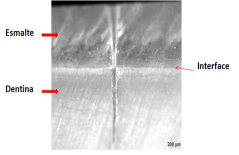 Esmalte
Interface
Dentina
200 µm